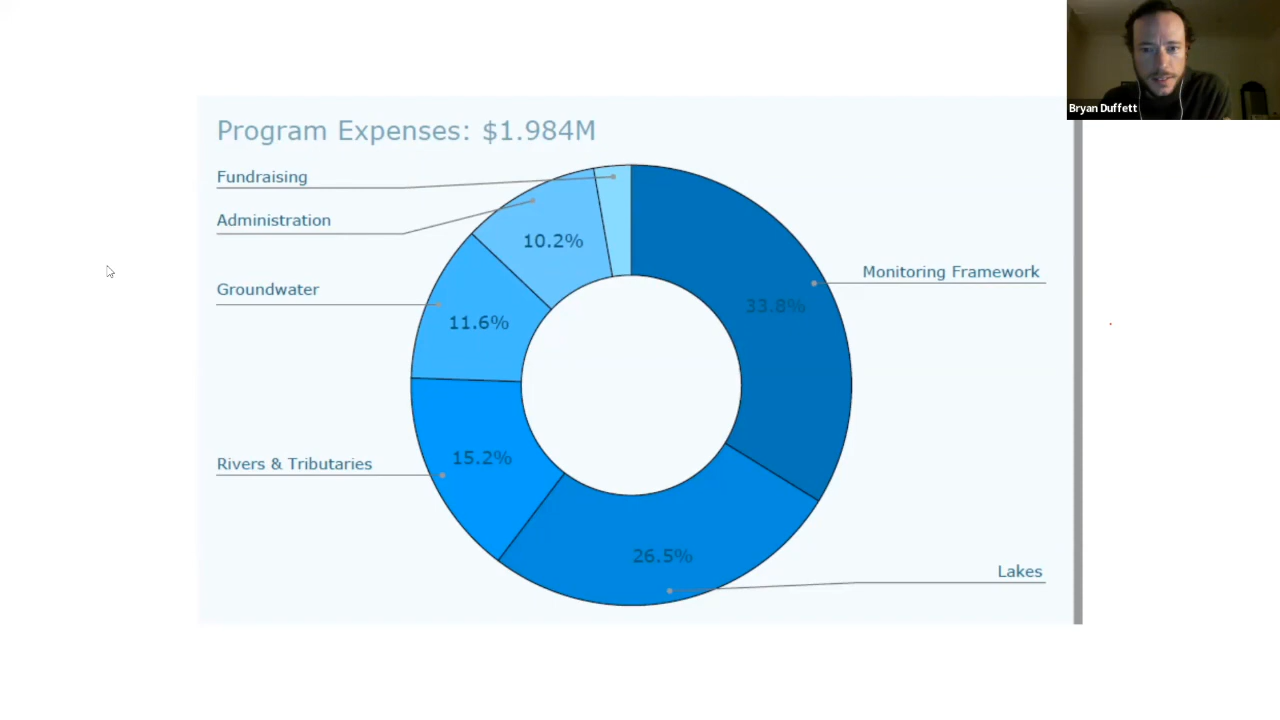 Bryan Duffett
Program Expenses: $1.984M
Fundraising
Administration
10.2%
Monitoring Framework
Groundwater
33.8%
11.6%
15.2%
Rivers & Tributaries
26.5%
Lakes